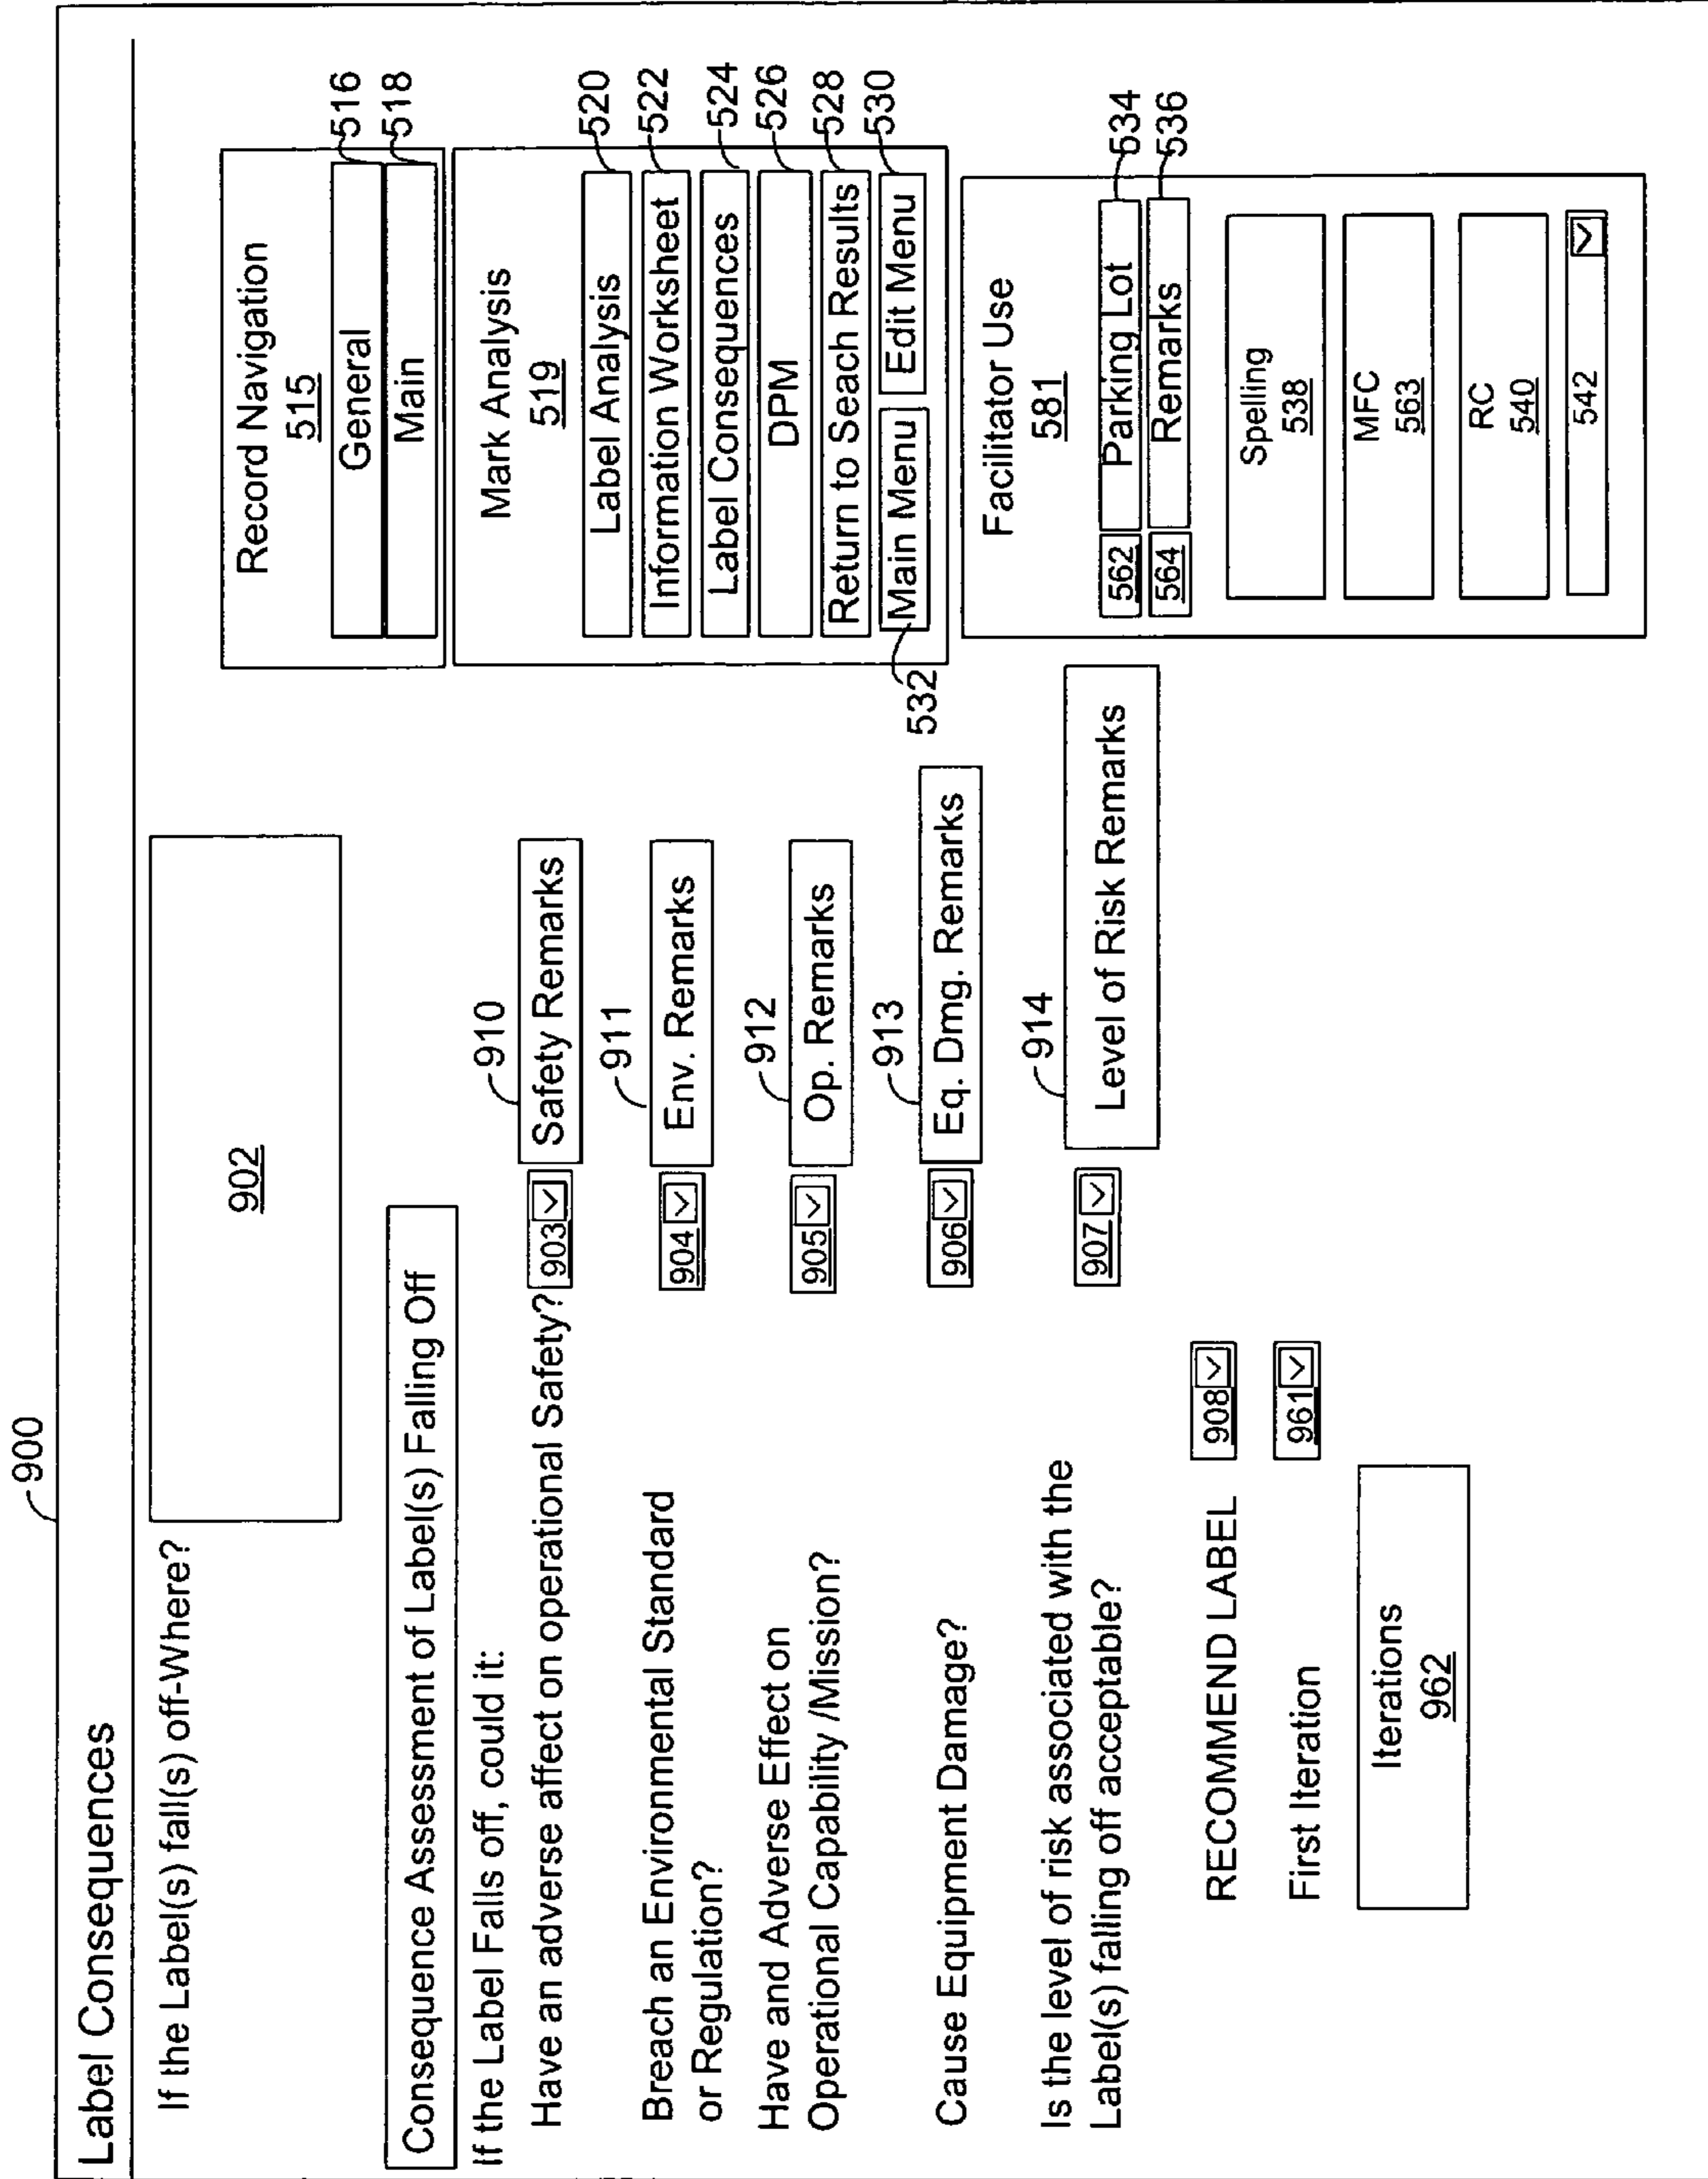 900
Label Consequences
If the Label(s) fall(s) off-Where?
902
Consequence Assessment of Label(s) Falling Off
If the Label Falls off, could it:
Have an adverse affect on operational Safety?
903
910
Safety Remarks
Breach an Environmental Standard
or Regulation?
904
911
Env. Remarks
Have and Adverse Effect on
Operational Capability /Mission?
905
912
Op. Remarks
Cause Equipment Damage?
906
913
Eq. Dmg. Remarks
Is the level of risk associated with the
Label(s) falling off acceptable?
907
914
Level of Risk Remarks
RECOMMEND LABEL
908
First Iteration
961
Iterations
962
Record Navigation
515
General
516
Main
518
Mark Analysis
519
Label Analysis
520
Information Worksheet
522
Label Consequences
524
DPM
526
Return to Seach Results
528
Main Menu
Edit Menu
530
532
Facilitator Use
581
562
Parking Lot
534
564
Remarks
536
Spelling
538
MFC
563
RC
540
542